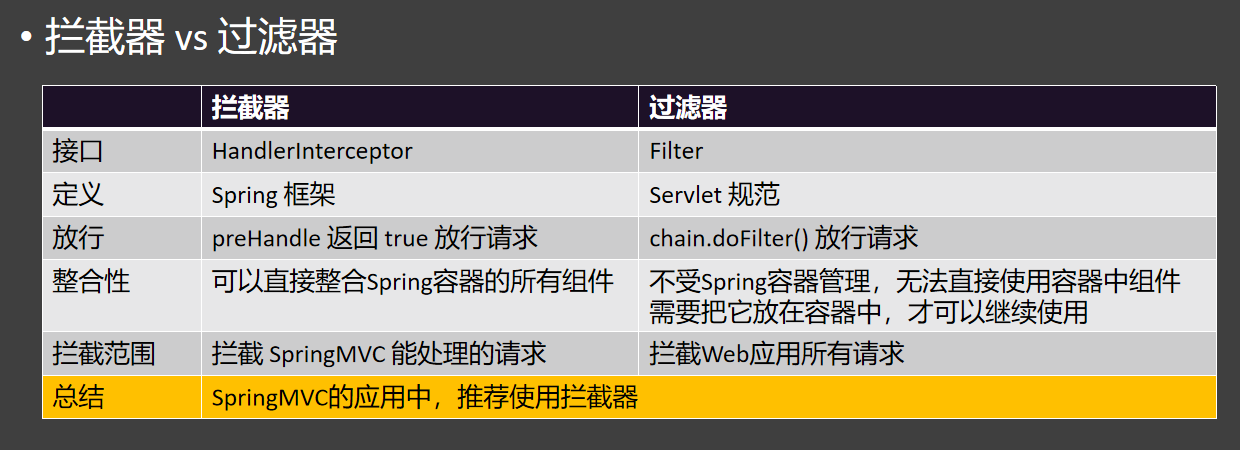 • 拦截器 vs 过滤器
拦截器 过滤器
接口 HandlerInterceptor Filter
定义 Spring 框架 Servlet 规范
放行 preHandle 返回 true 放行请求 chain.doFilter() 放行请求
整合性 可以直接整合Spring容器的所有组件 不受Spring容器管理，无法直接使用容器中组件
需要把它放在容器中，才可以继续使用
拦截范围 拦截 SpringMVC 能处理的请求 拦截Web应用所有请求
总结 SpringMVC的应用中，推荐使用拦截器